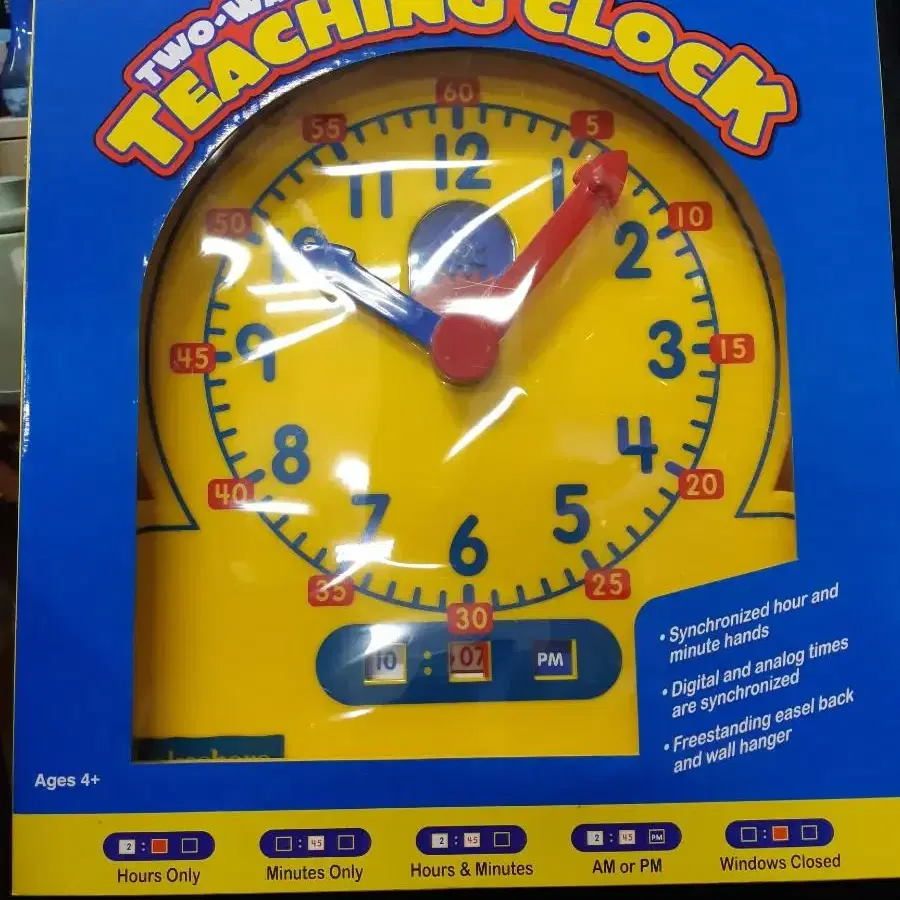 TWO-WA
TEACHING CLOCK
60
55
5
12
11
1
50
10
2
45
9
3
15
8
4
40
20
7
5
6
35
25
30
10 : 07 PM
• Synchronized hour and
minute hands
• Digital and analog times
are synchronized
• Freestanding easel back
and wall hanger
Ages 4+
2 :
: 45
2 : 45
2 : 45 PM
:
Hours Only
Minutes Only
Hours & Minutes
AM or PM
Windows Closed